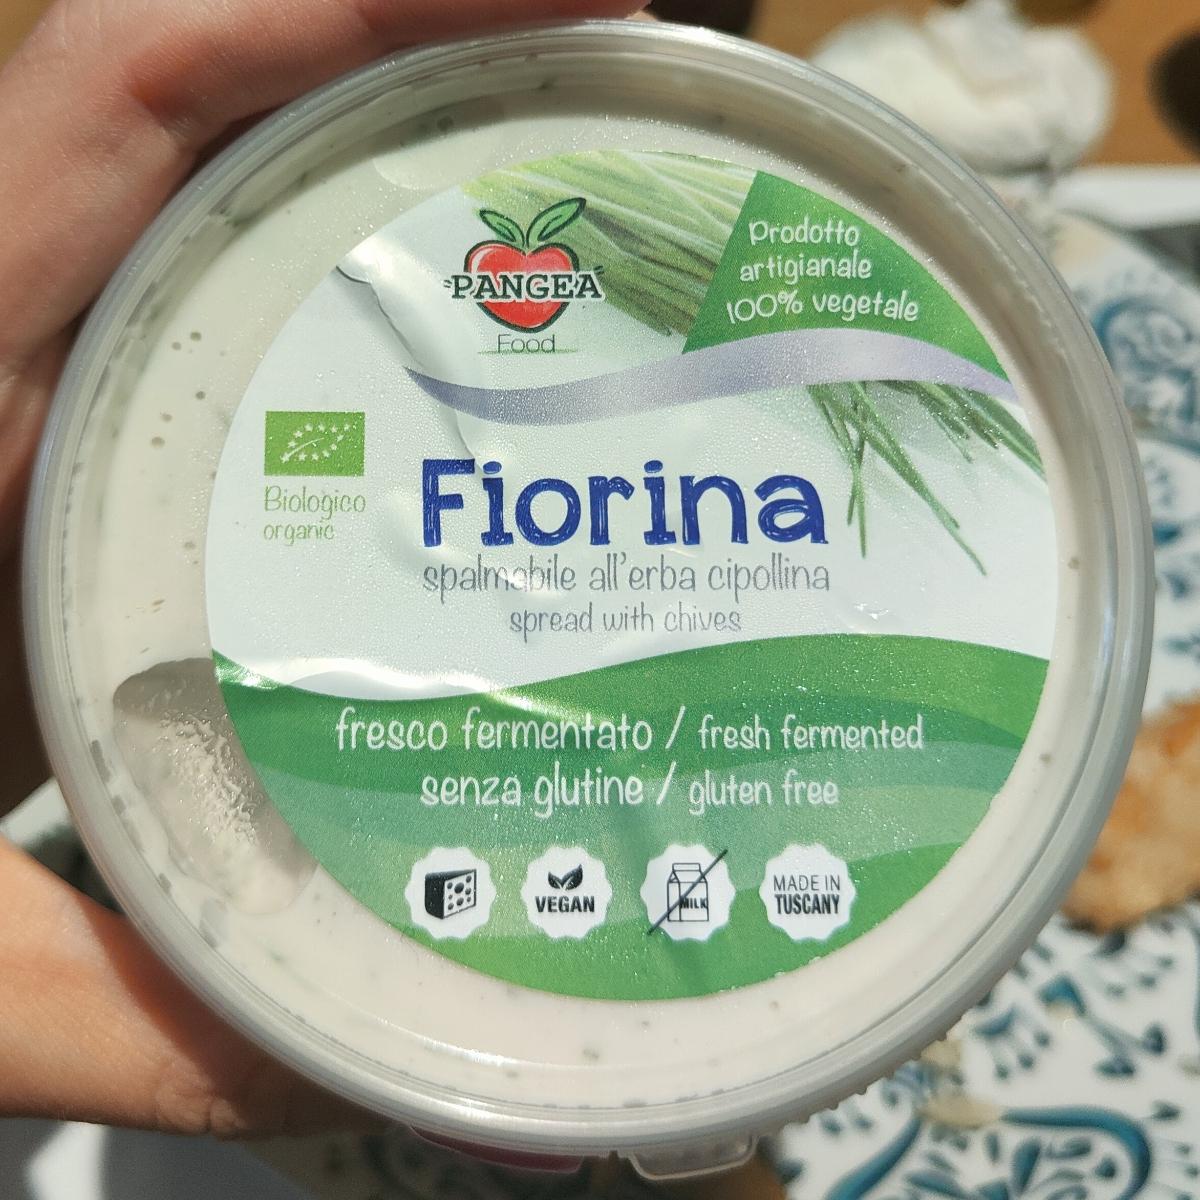 PANGEA
Food
Prodotto
artigianale
100% vegetale
Biologico
organic
Fiorina
spalmabile all'erba cipollina
spread with chives
fresco fermentato / fresh fermented
senza glutine / gluten free
VEGAN
MILK
MADE IN
TUSCANY